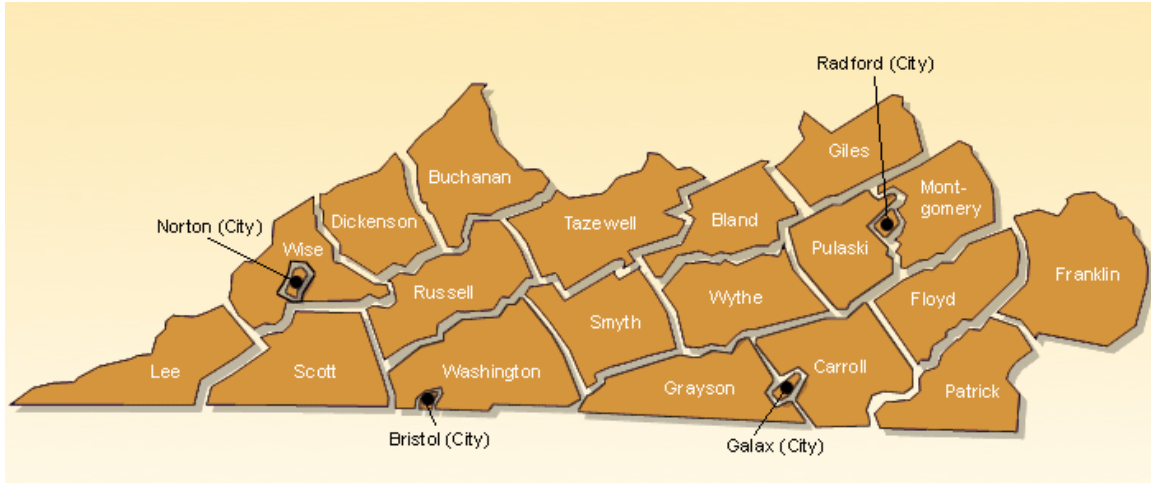 Radford (City)
Giles
Buchanan
Mont-
gomery
Dickenson
Tazewell
Bland
Norton (City)
Wise
Pulaski
Franklin
Russell
Wythe
Floyd
Smyth
Lee
Scott
Washington
Grayson
Carroll
Patrick
Bristol (City)
Galax (City)